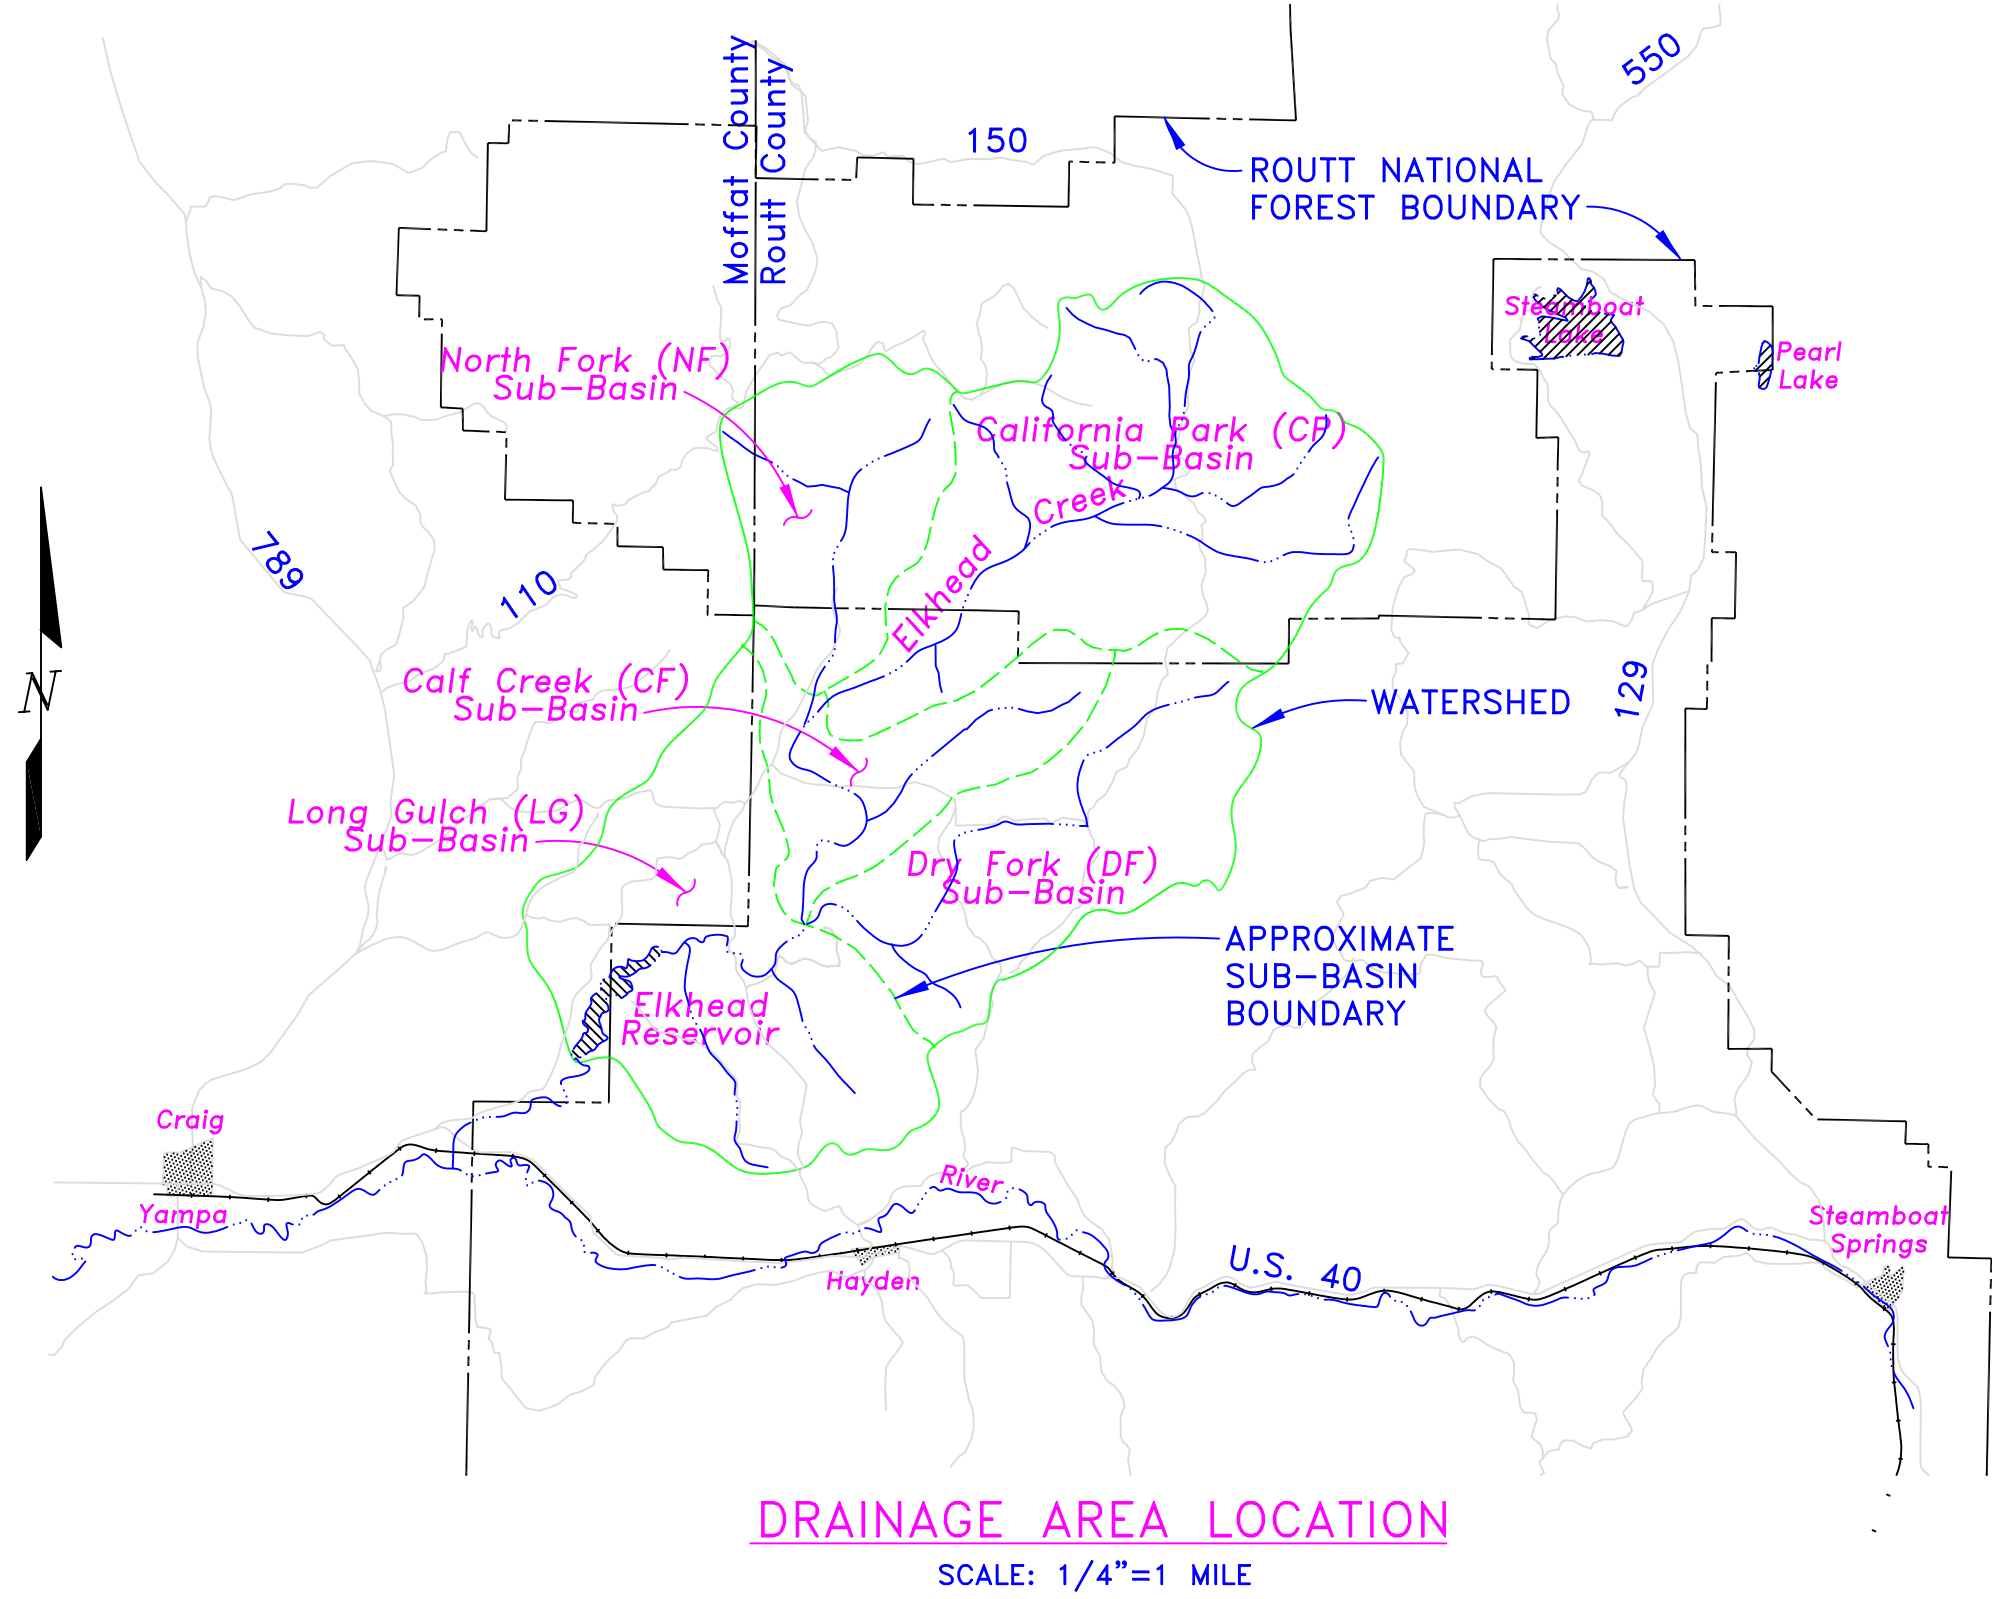 550
Moffat County
Routt County
150
ROUTT NATIONAL
FOREST BOUNDARY
Steamboat
Lake
Pearl
Lake
North Fork (NF)
Sub-Basin
California Park (CP)
Sub-Basin
Elkhead Creek
789
110
N
Calf Creek (CF)
Sub-Basin
WATERSHED
129
Long Gulch (LG)
Sub-Basin
Dry Fork (DF)
Sub-Basin
APPROXIMATE
SUB-BASIN
BOUNDARY
Elkhead
Reservoir
Craig
Yampa River
Steamboat
Springs
Hayden
U.S. 40
DRAINAGE AREA LOCATION
SCALE: 1/4"=1 MILE